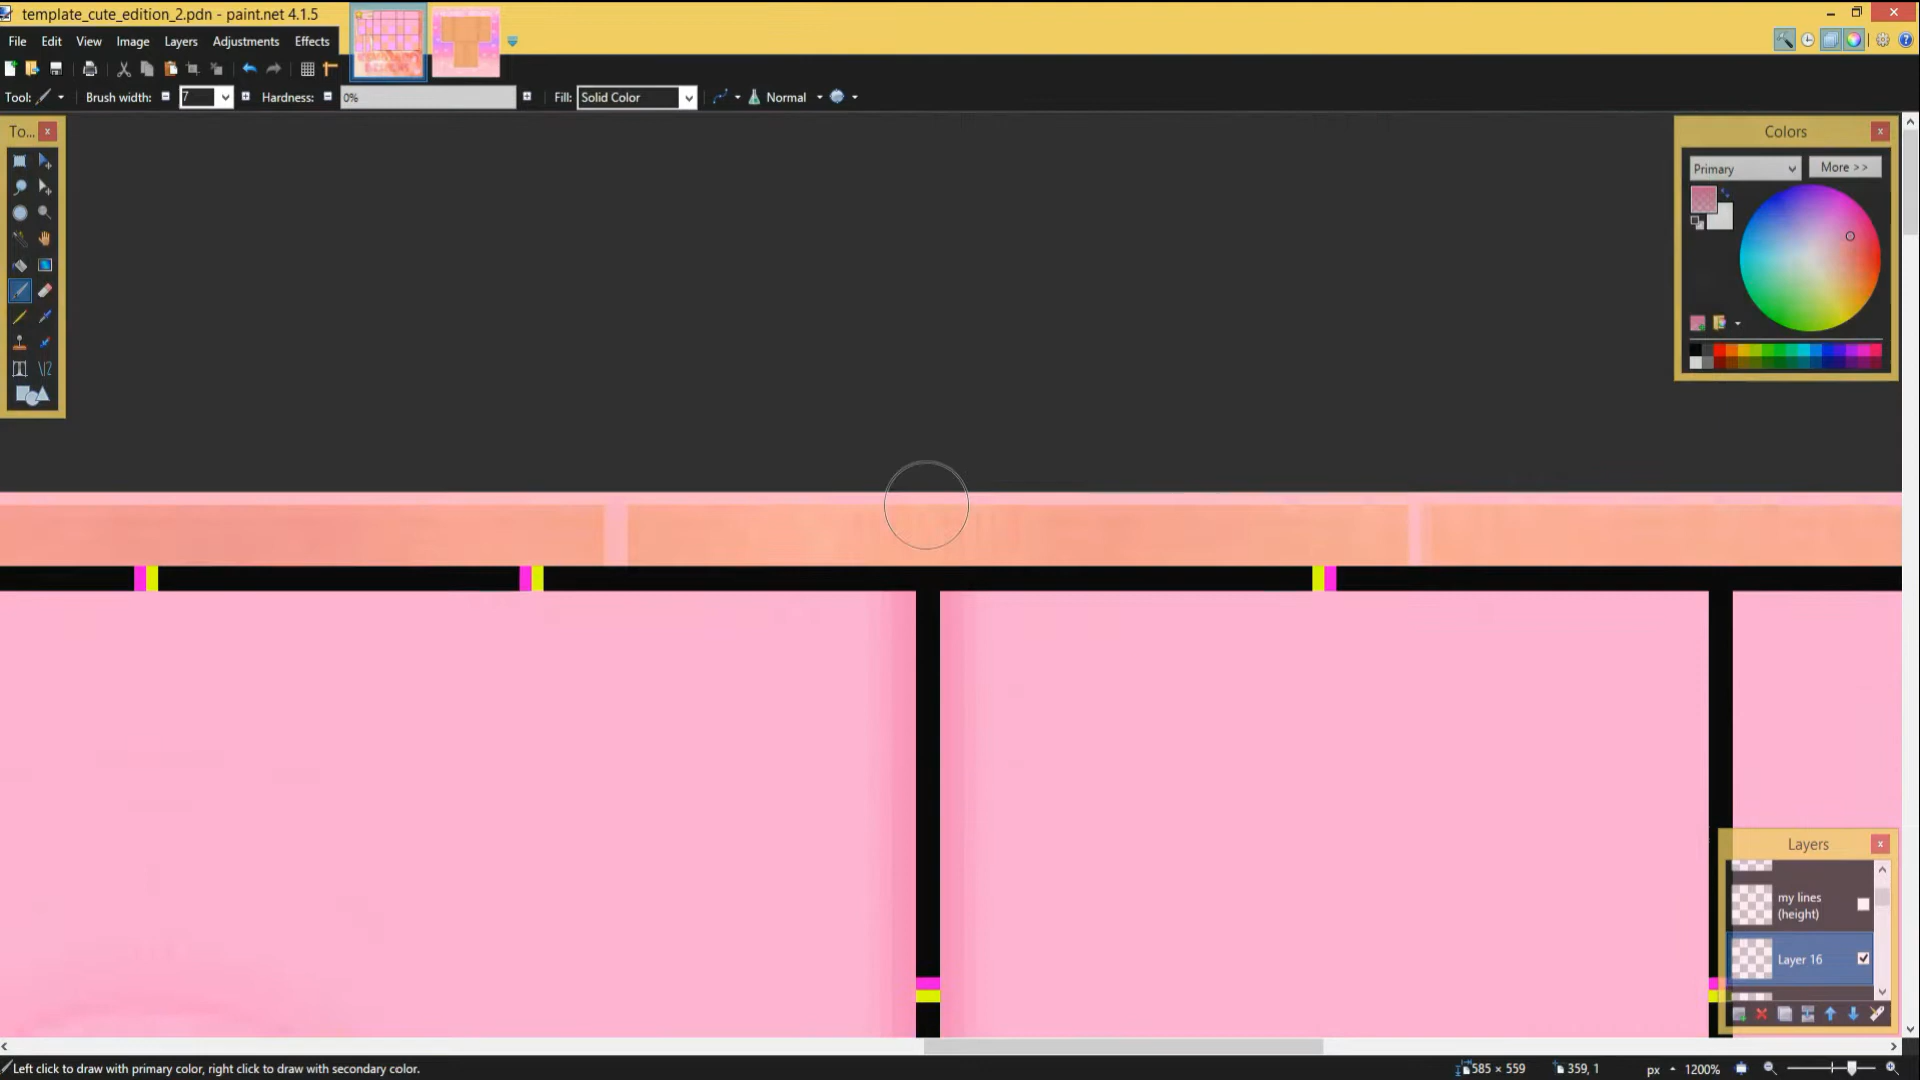 template_cute_edition_2.pdn - paint.net 4.1.5
File Edit View Image Layers Adjustments Effects
Tool: Brush width: 7 Hardness: 0% Fill: Solid Color Normal
To...
Colors
Primary More >>
Layers
my lines
(height)
Layer 16
Left click to draw with primary color, right click to draw with secondary color.
585 × 559 359, 1 px 1200%